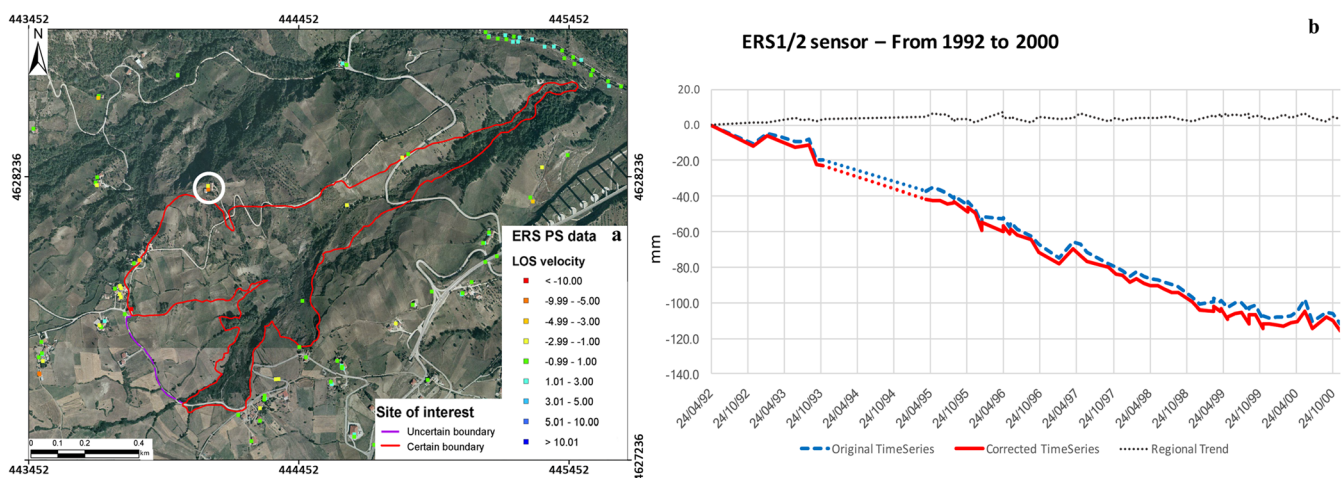 443452
444452
445452
N
4628236
4628236
ERS PS data a
LOS velocity
< -10.00
-9.99 - -5.00
-4.99 - -3.00
-2.99 - -1.00
-0.99 - 1.00
1.01 - 3.00
3.01 - 5.00
5.01 - 10.00
> 10.01
Site of interest
Uncertain boundary
Certain boundary
0 0.1 0.2 0.4
km
4627236
443452
444452
445452
b
ERS1/2 sensor – From 1992 to 2000
20.0
0.0
-20.0
-40.0
-60.0
-80.0
-100.0
-120.0
-140.0
mm
24/04/92
24/10/92
24/04/93
24/10/93
24/04/94
24/10/94
24/04/95
24/10/95
24/04/96
24/10/96
24/04/97
24/10/97
24/04/98
24/10/98
24/04/99
24/10/99
24/04/00
24/10/00
Original TimeSeries
Corrected TimeSeries
Regional Trend